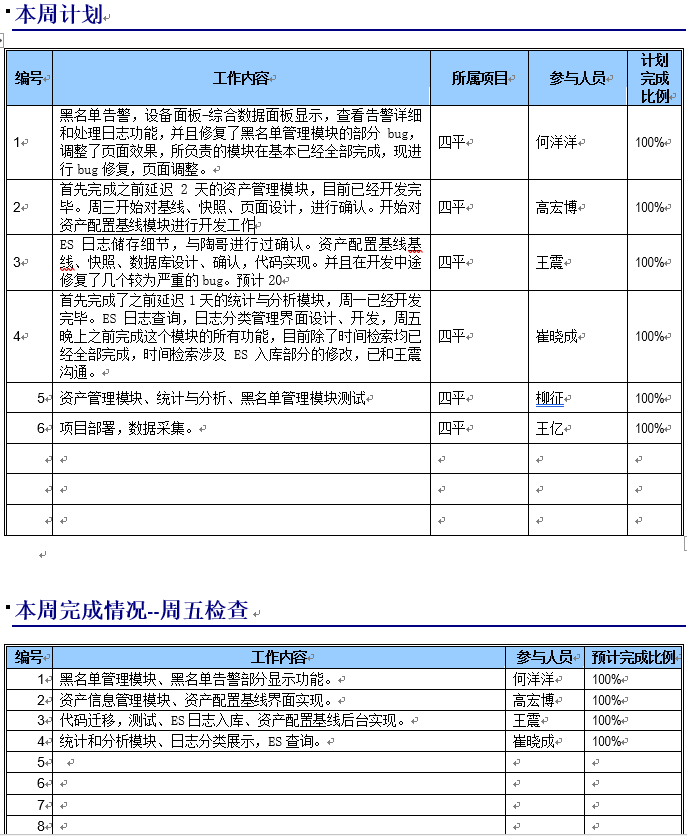 本周计划
编号 工作内容 所属项目 参与人员 计划
完成
比例
黑名单告警，设备面板-综合数据面板显示，查看告警详细
和处理日志功能，并且修复了黑名单管理模块的部分 bug，
1 调整了页面效果，所负责的模块在基本已经全部完成，现进 四平 何洋洋 100%
行 bug 修复，页面调整。
首先完成之前延迟 2 天的资产管理模块，目前已经开发完
2 毕。周三开始对基线、快照、页面设计，进行确认。开始对 四平 高宏博 100%
资产配置基线模块进行开发工作
ES 日志储存细节，与陶哥进行过确认。资产配置基线基
3 线、快照、数据库设计、确认，代码实现。并且在开发中途 四平 王震 100%
修复了几个较为严重的 bug。预计 20
首先完成了之前延迟 1 天的统计与分析模块，周一已经开发
完毕。ES 日志查询，日志分类管理界面设计、开发，周五
4 晚上之前完成这个模块的所有功能，目前除了时间检索均已 四平 崔晓成 100%
经全部完成，时间检索涉及 ES 入库部分的修改，已和王震
沟通。
5 资产管理模块、统计与分析、黑名单管理模块测试 四平 柳征 100%
6 项目部署，数据采集。 四平 王亿 100%
本周完成情况--周五检查
编号 工作内容 参与人员 预计完成比例
1 黑名单管理模块、黑名单告警部分显示功能。 何洋洋 100%
2 资产信息管理模块、资产配置基线界面实现。 高宏博 100%
3 代码迁移，测试、ES 日志入库、资产配置基线后台实现。 王震 100%
4 统计和分析模块、日志分类展示，ES 查询。 崔晓成 100%
5
6
7
8